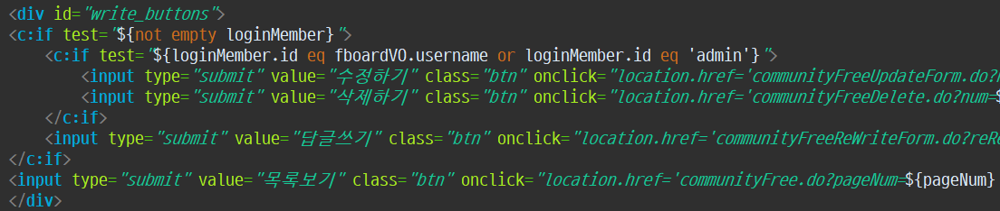 <div id="write_buttons">
<c:if test="${not empty loginMember}">
<c:if test="${loginMember.id eq fboardVO.username or loginMember.id eq 'admin'}">
<input type="submit" value="수정하기" class="btn" onclick="location.href='communityFreeUpdateForm.do?
<input type="submit" value="삭제하기" class="btn" onclick="location.href='communityFreeDelete.do?num=$
</c:if>
<input type="submit" value="답글쓰기" class="btn" onclick="location.href='communityFreeReWriteForm.do?reRe
</c:if>
<input type="submit" value="목록보기" class="btn" onclick="location.href='communityFree.do?pageNum=${pageNum}
</div>